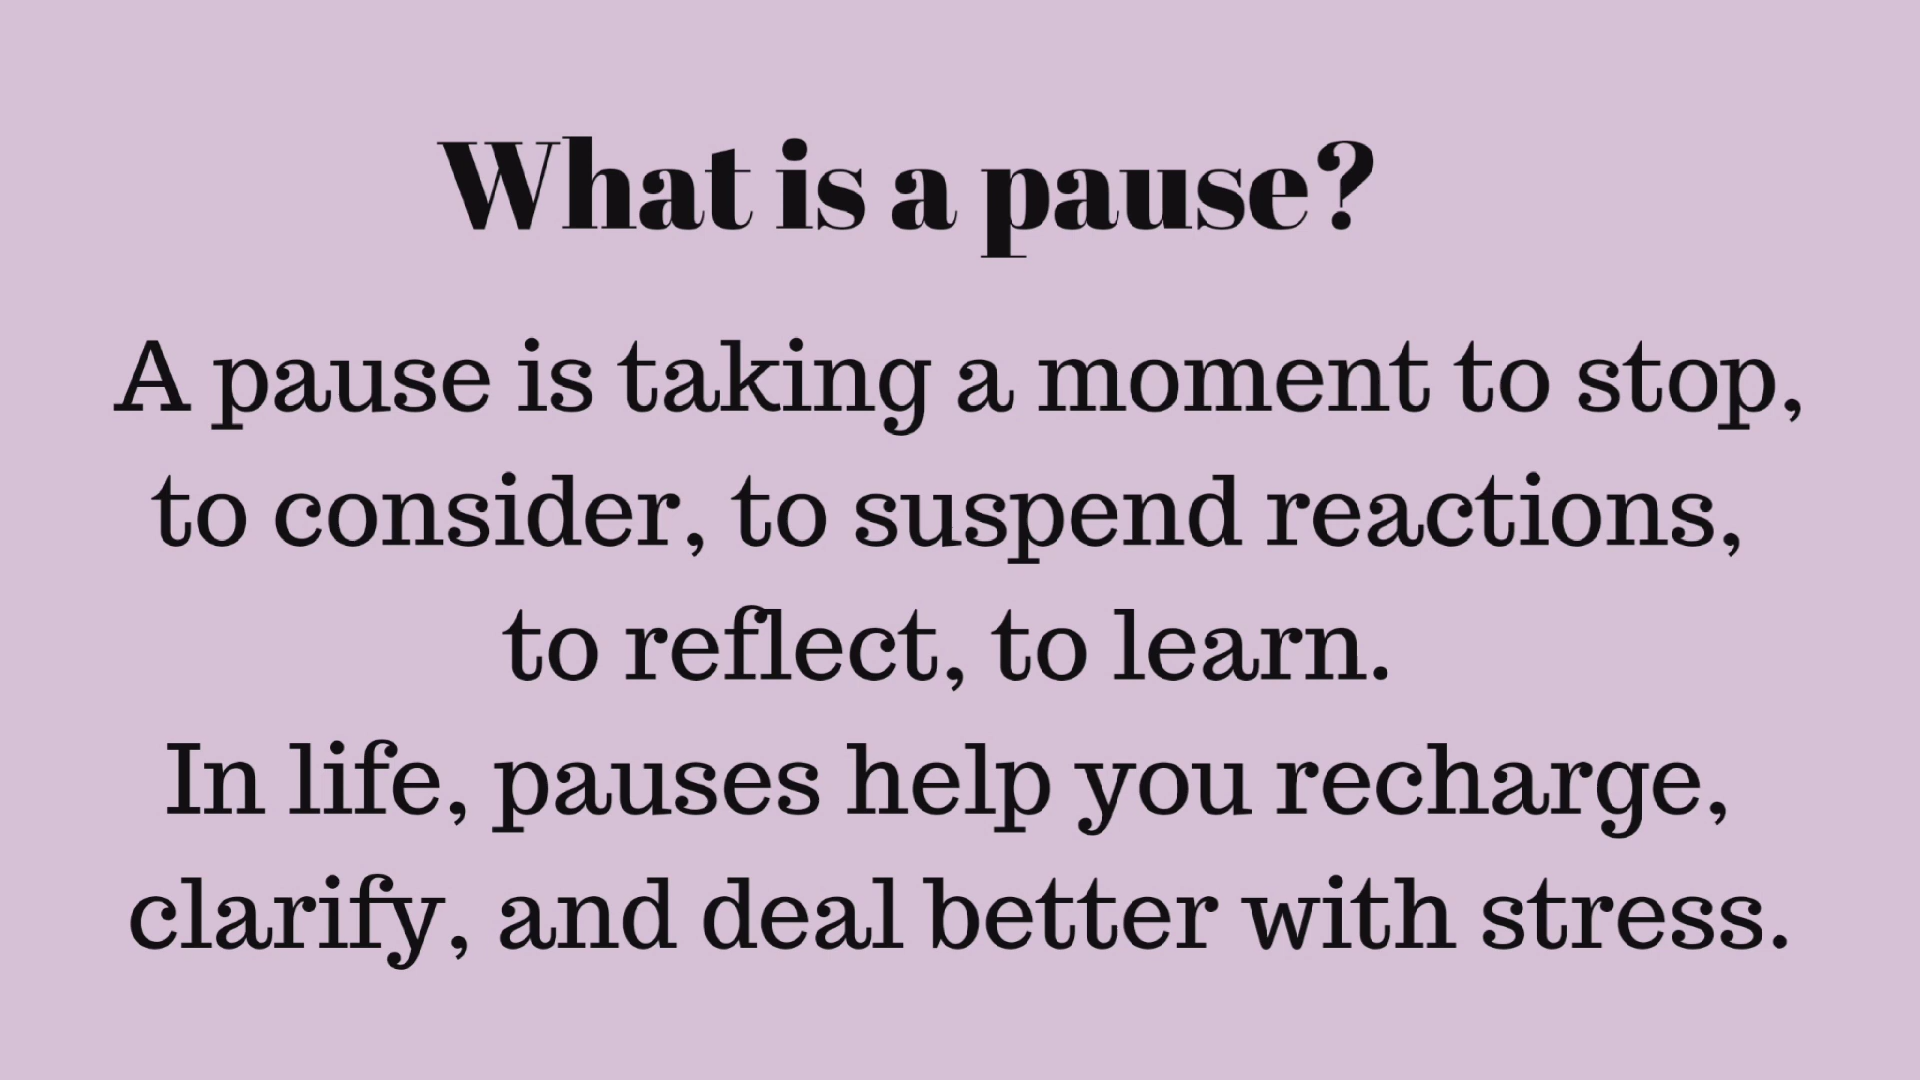 What is a pause?
A pause is taking a moment to stop,
to consider, to suspend reactions,
to reflect, to learn.
In life, pauses help you recharge,
clarify, and deal better with stress.